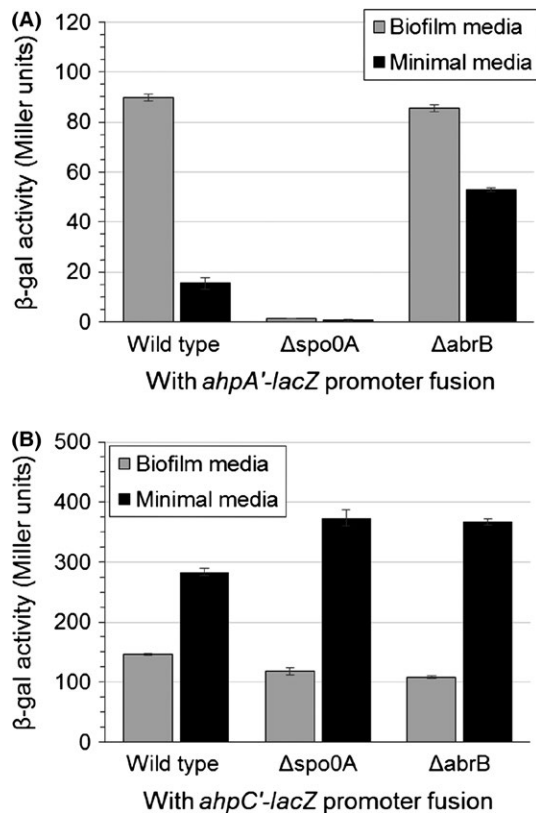 (A)
Biofilm media
Minimal media
β-gal activity (Miller units)
120
100
80
60
40
20
0
Wild type Δspo0A ΔabrB
With ahpA'-lacZ promoter fusion
(B)
Biofilm media
Minimal media
β-gal activity (Miller units)
500
400
300
200
100
0
Wild type Δspo0A ΔabrB
With ahpC'-lacZ promoter fusion